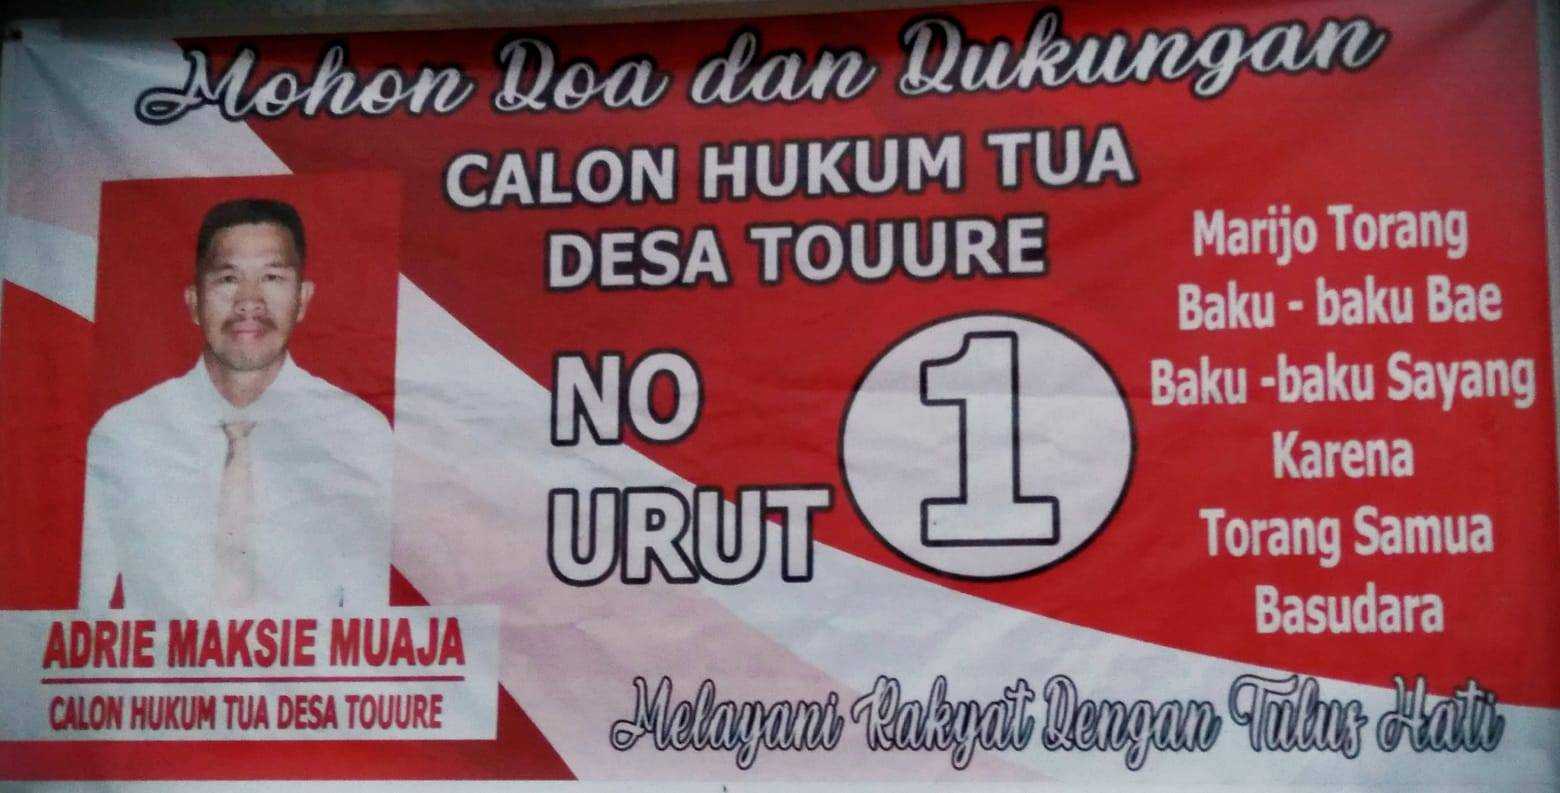 Mohon Doa dan Dukungan
CALON HUKUM TUA
DESA TOUURE
NO
URUT
1
Marijo Torang
Baku - baku Bae
Baku -baku Sayang
Karena
Torang Samua
Basudara
ADRIE MAKSIE MUAJA
CALON HUKUM TUA DESA TOUURE
Melayani Rakyat Dengan Tulus Hati